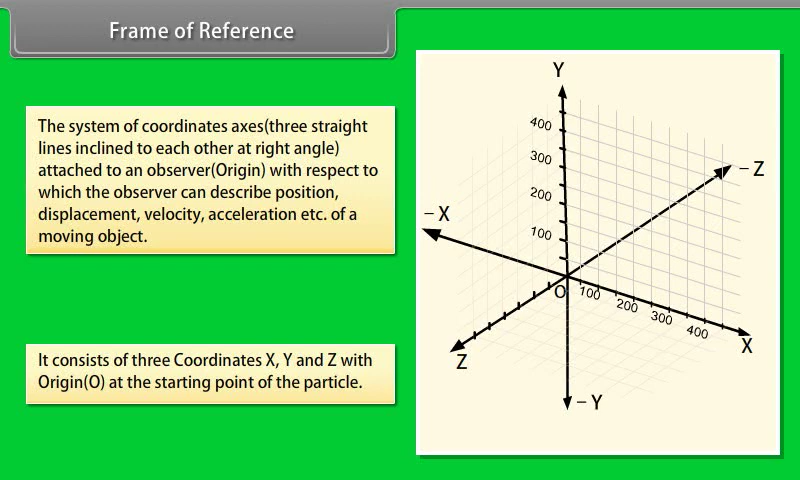 Frame of Reference
The system of coordinates axes(three straight
lines inclined to each other at right angle)
attached to an observer(Origin) with respect to
which the observer can describe position,
displacement, velocity, acceleration etc. of a
moving object.
It consists of three Coordinates X, Y and Z with
Origin(O) at the starting point of the particle.
Y
400
300
200
100
– Z
– X
O
100
200
300
400
X
Z
– Y